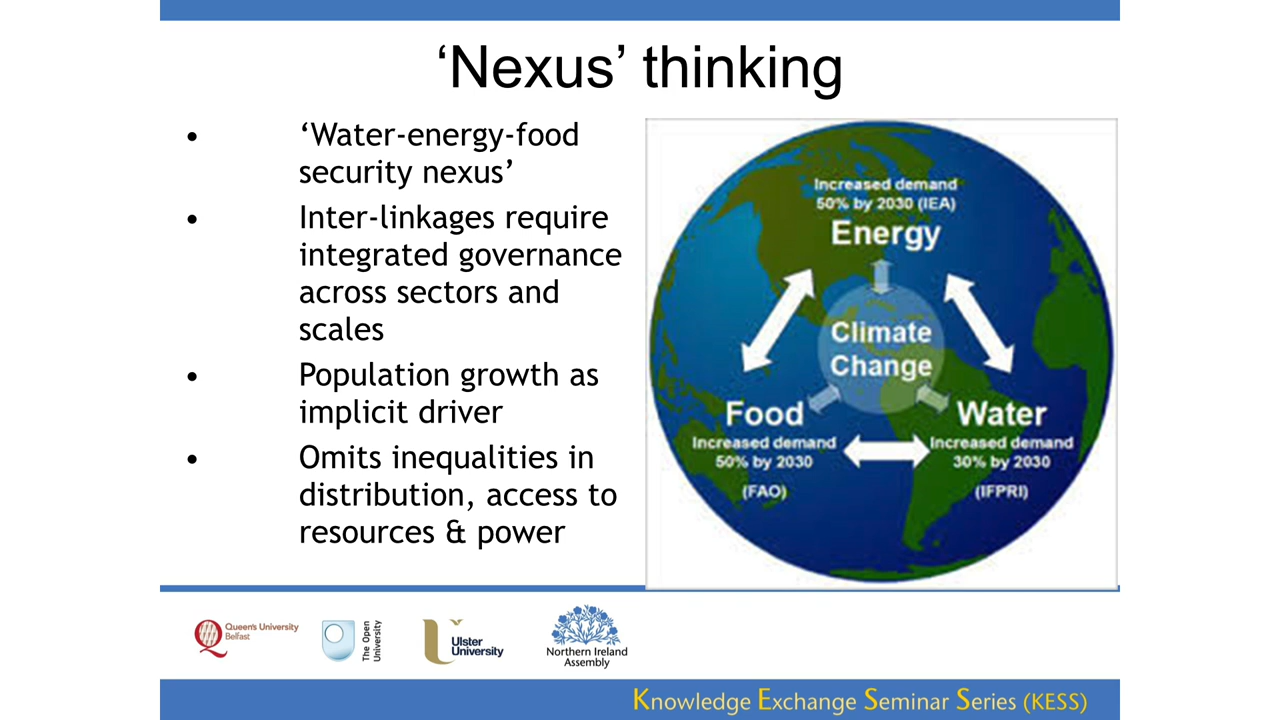 ‘Nexus’ thinking
• ‘Water-energy-food
security nexus’
• Inter-linkages require
integrated governance
across sectors and
scales
• Population growth as
implicit driver
• Omits inequalities in
distribution, access to
resources & power
Increased demand
50% by 2030 (IEA)
Energy
Climate
Change
Food
Increased demand
50% by 2030
(FAO)
Water
Increased demand
30% by 2030
(IFPRI)
Queen's University
Belfast
The Open
University
Ulster
University
Northern Ireland
Assembly
Knowledge Exchange Seminar Series (KESS)